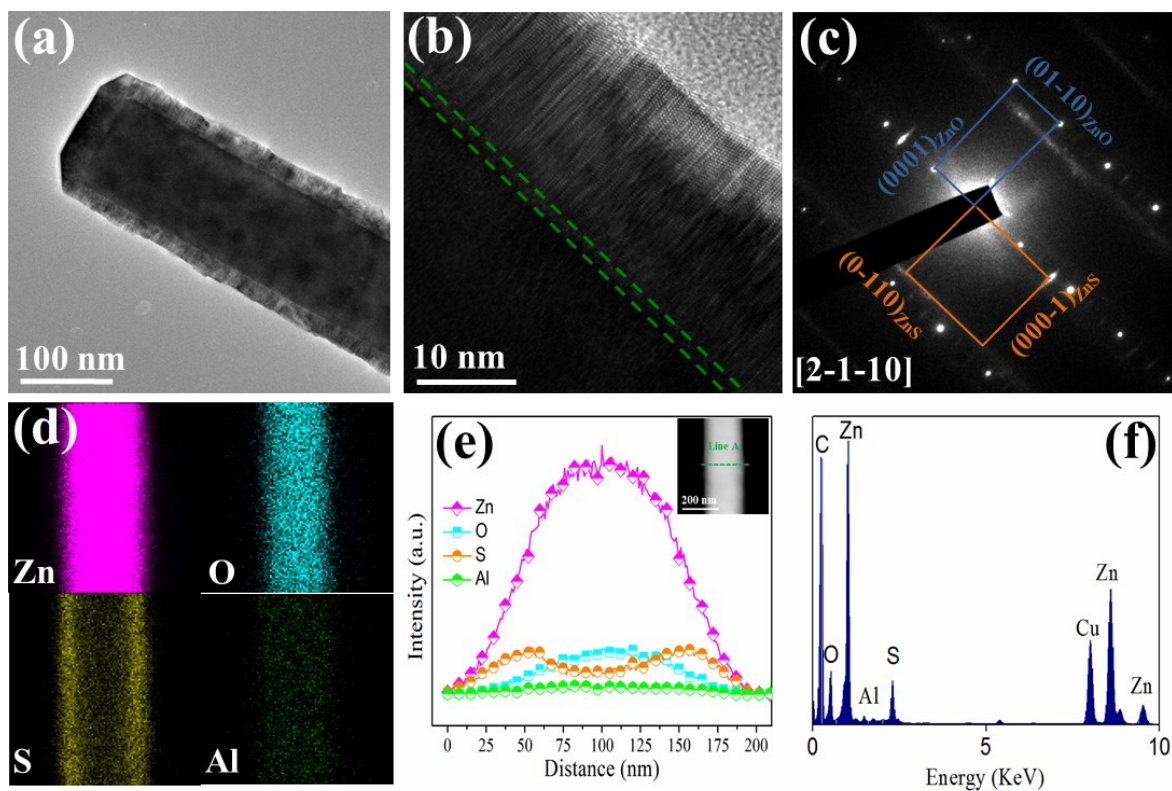 (a)
100 nm
(b)
10 nm
(c)
(01-10)ZnO
(0001)ZnO
(0-110)ZnS
(000-1)ZnS
[2-1-10]
(d)
Zn
O
S
Al
(e)
Line A
200 nm
Zn
O
S
Al
Intensity (a.u.)
0 25 50 75 100 125 150 175 200
Distance (nm)
(f)
C
Zn
O
Al
S
Cu
Zn
Zn
0 5 10
Energy (KeV)